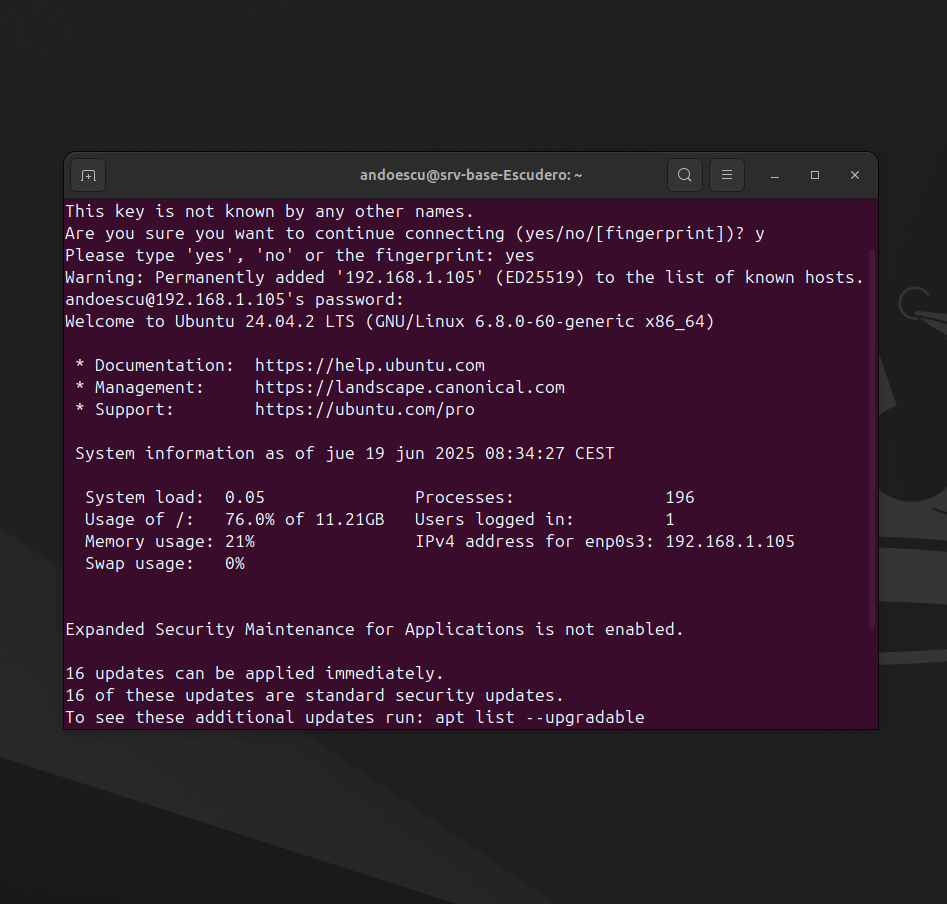 andoescu@srv-base-Escudero: ~
This key is not known by any other names.
Are you sure you want to continue connecting (yes/no/[fingerprint])? y
Please type 'yes', 'no' or the fingerprint: yes
Warning: Permanently added '192.168.1.105' (ED25519) to the list of known hosts.
andoescu@192.168.1.105's password:
Welcome to Ubuntu 24.04.2 LTS (GNU/Linux 6.8.0-60-generic x86_64)
* Documentation:  https://help.ubuntu.com
* Management:     https://landscape.canonical.com
* Support:        https://ubuntu.com/pro
System information as of jue 19 jun 2025 08:34:27 CEST
System load:  0.05               Processes:               196
Usage of /:   76.0% of 11.21GB   Users logged in:         1
Memory usage: 21%                IPv4 address for enp0s3: 192.168.1.105
Swap usage:   0%
Expanded Security Maintenance for Applications is not enabled.
16 updates can be applied immediately.
16 of these updates are standard security updates.
To see these additional updates run: apt list --upgradable